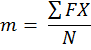 m = ∑FX / N